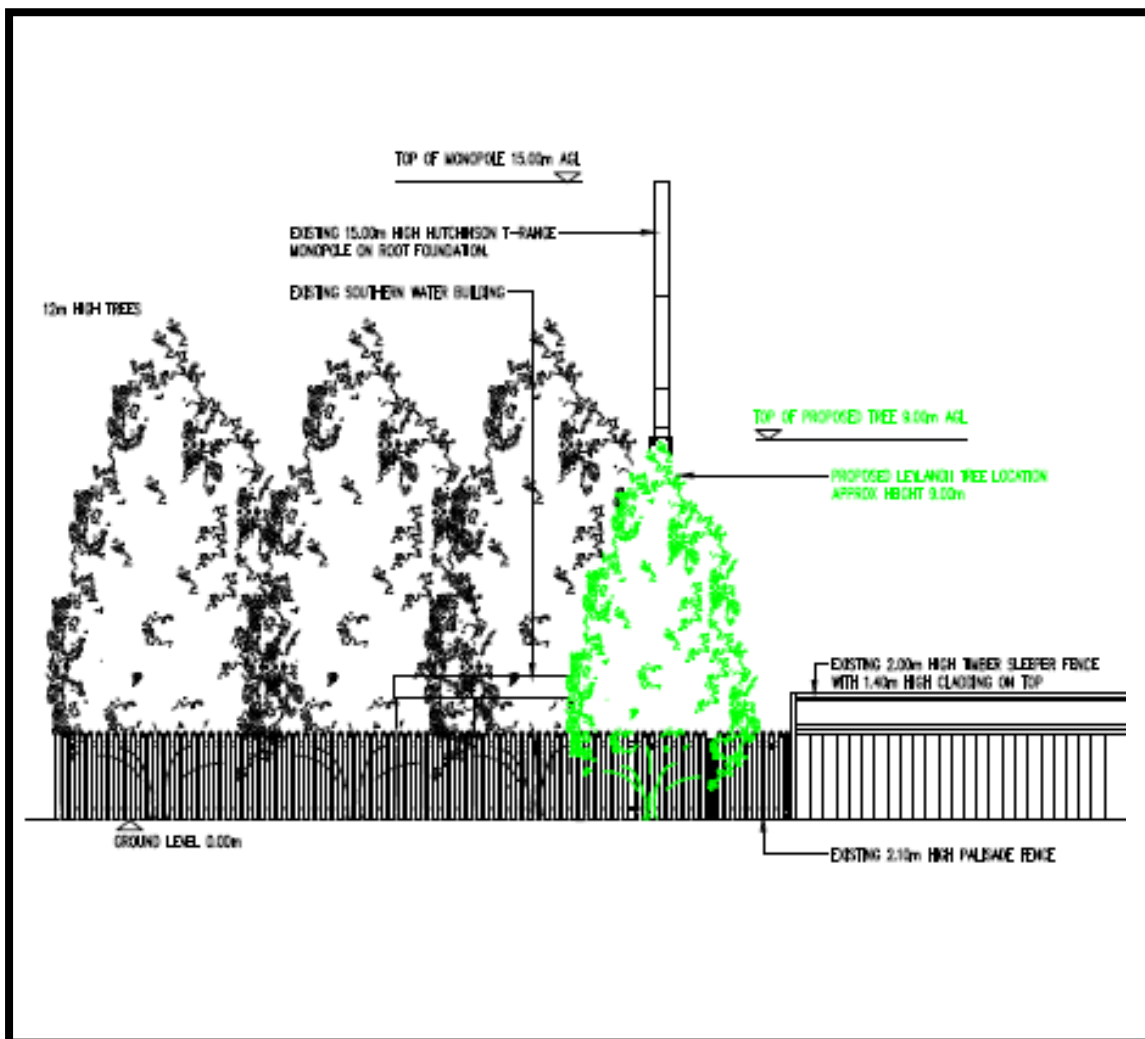 TOP OF MONOPOLE 15.00m AGL
EXISTING 15.00m HIGH HUTCHINSON T-RANGE
MONOPOLE ON ROOT FOUNDATION.
EXISTING SOUTHERN WATER BUILDING
12m HIGH TREES
TOP OF PROPOSED TREE 9.00m AGL
PROPOSED LEYLANDII TREE LOCATION
APPROX HEIGHT 9.00m
EXISTING 2.00m HIGH TIMBER SLEEPER FENCE
WITH 1.40m HIGH CLADDING ON TOP
GROUND LEVEL 0.00m
EXISTING 2.10m HIGH PALISADE FENCE